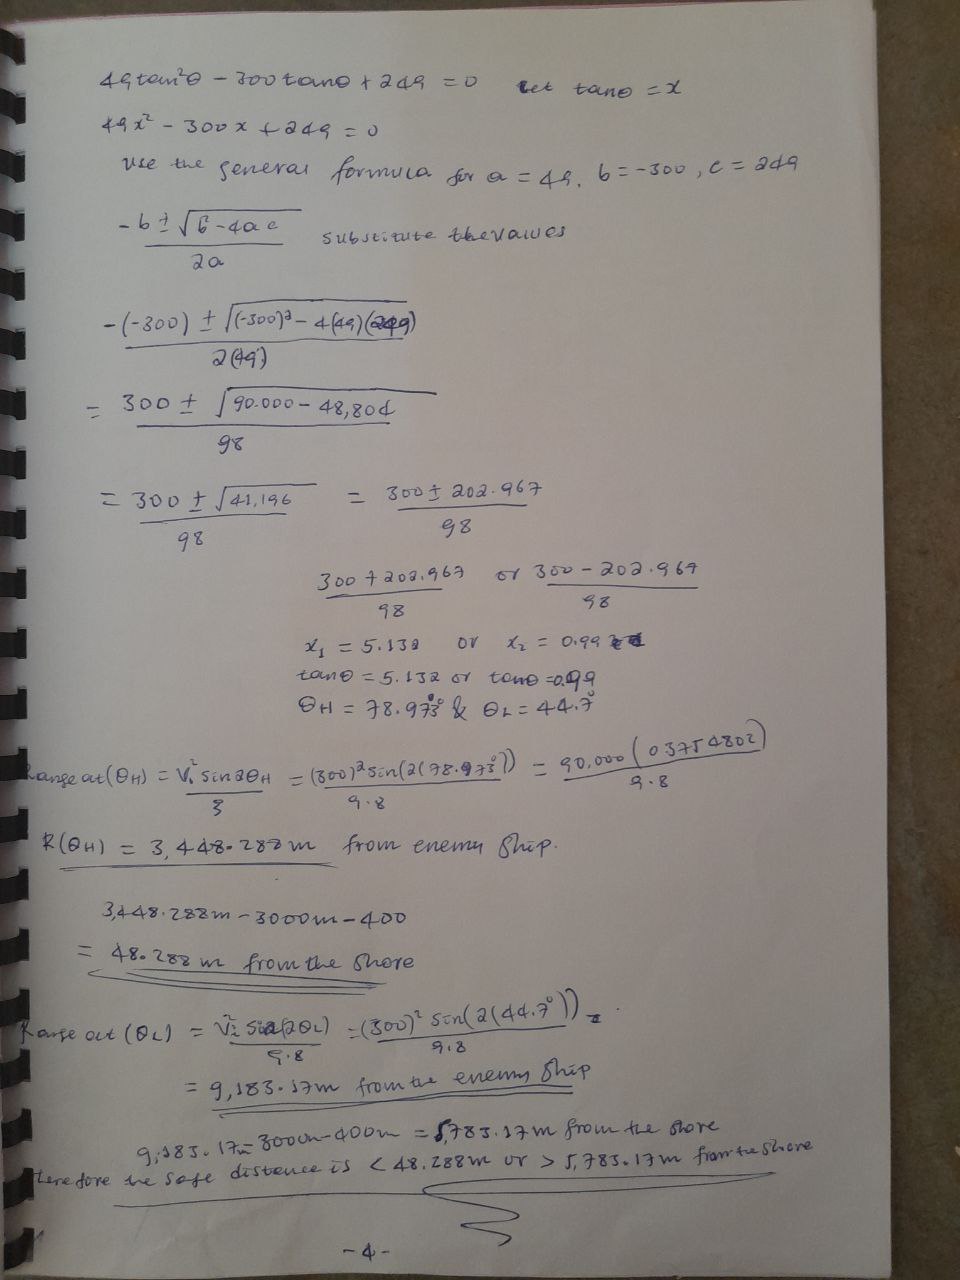 49tan²θ - 300tanθ + 249 = 0 Let tanθ = x
49x² - 300x + 249 = 0
use the general formula for a = 49, b = -300, c = 249
-b ± √b² - 4ac / 2a substitute the values
-(-300) ± √(-300)² - 4(49)(249) / 2(49)
= 300 ± √90.000 - 48,804 / 98
= 300 ± √41,196 / 98 = 300 ± 202.967 / 98
300 + 202.967 / 98 or 300 - 202.967 / 98
x₁ = 5.132 or x₂ = 0.99
tanθ = 5.132 or tanθ = 0.99
θH = 78.973° & θL = 44.7°
Range at (θH) = V₀² sin2θH / g = (300)² sin(2(78.973°)) / 9.8 = 90,000 (0.3754802) / 9.8
R(θH) = 3,448.288m from enemy ship.
3,448.288m - 3000m - 400
= 48.288m from the shore
Range at (θL) = Vi² sin(2θL) / 9.8 = (300)² sin(2(44.7°)) / 9.8 =
= 9,183.17m from the enemy ship
9,183.17m - 3000m - 400m = 5,783.17m from the shore
therefore the safe distance is < 48.288m or > 5,783.17m from the shore
- 4 -